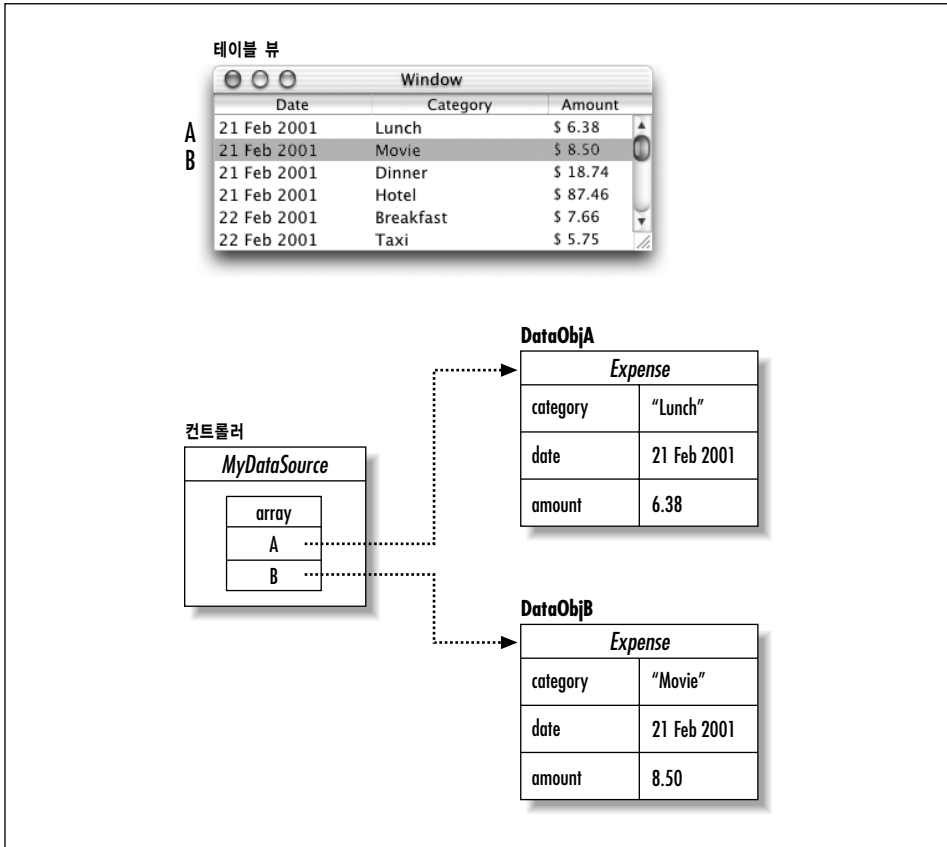 테이블 뷰
Window
Date Category Amount
A 21 Feb 2001 Lunch $ 6.38
B 21 Feb 2001 Movie $ 8.50
21 Feb 2001 Dinner $ 18.74
21 Feb 2001 Hotel $ 87.46
22 Feb 2001 Breakfast $ 7.66
22 Feb 2001 Taxi $ 5.75
DataObjA
Expense
category “Lunch”
date 21 Feb 2001
amount 6.38
컨트롤러
MyDataSource
array
A
B
DataObjB
Expense
category “Movie”
date 21 Feb 2001
amount 8.50